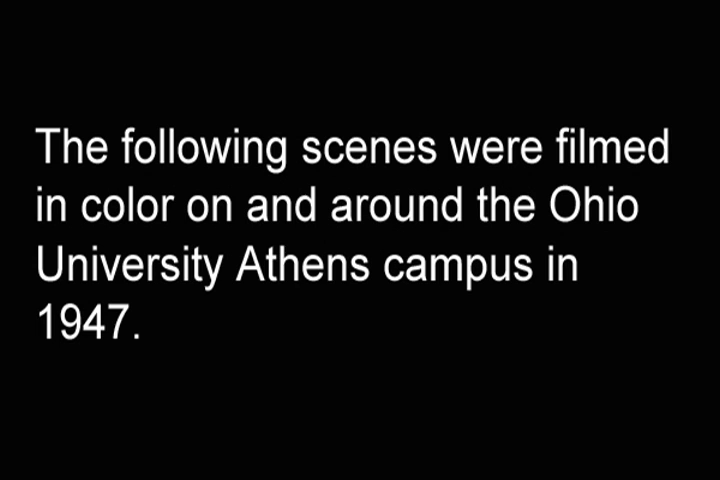 The following scenes were filmed
in color on and around the Ohio
University Athens campus in
1947.